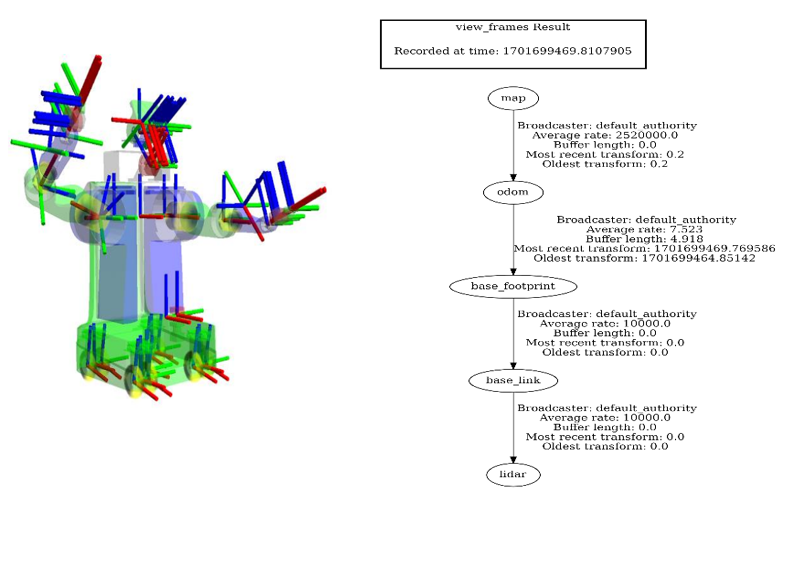 view_frames Result
Recorded at time: 1701699469.8107905
map
Broadcaster: default_authority
Average rate: 2520000.0
Buffer length: 0.0
Most recent transform: 0.2
Oldest transform: 0.2
odom
Broadcaster: default_authority
Average rate: 7.523
Buffer length: 4.918
Most recent transform: 1701699469.769586
Oldest transform: 1701699464.85142
base_footprint
Broadcaster: default_authority
Average rate: 10000.0
Buffer length: 0.0
Most recent transform: 0.0
Oldest transform: 0.0
base_link
Broadcaster: default_authority
Average rate: 10000.0
Buffer length: 0.0
Most recent transform: 0.0
Oldest transform: 0.0
lidar